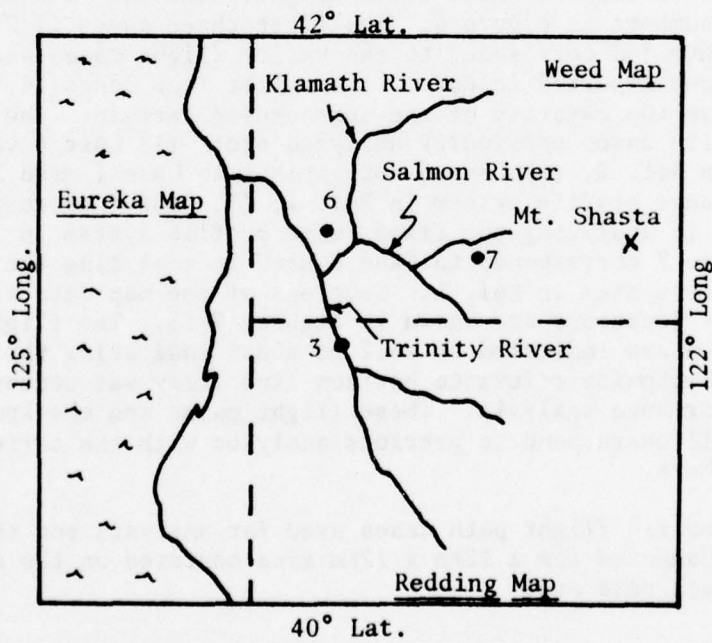 42° Lat.
Klamath River
Weed Map
Salmon River
Eureka Map
6
Mt. Shasta
7
125° Long.
122° Long
3
Trinity River
Redding Map
40° Lat.